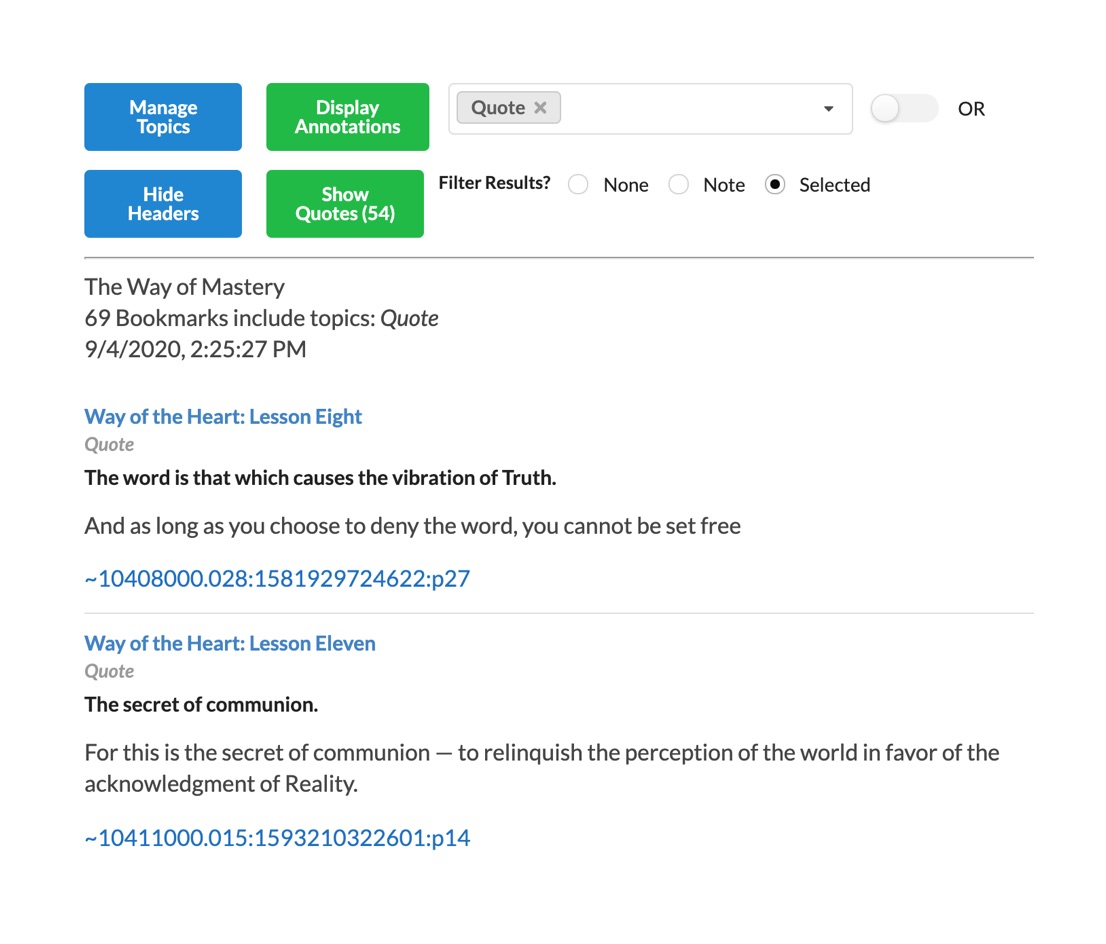 Manage
Topics
Display
Annotations
Quote ×
OR
Hide
Headers
Show
Quotes (54)
Filter Results? None Note Selected
The Way of Mastery
69 Bookmarks include topics: Quote
9/4/2020, 2:25:27 PM
Way of the Heart: Lesson Eight
Quote
The word is that which causes the vibration of Truth.
And as long as you choose to deny the word, you cannot be set free
~10408000.028:1581929724622:p27
Way of the Heart: Lesson Eleven
Quote
The secret of communion.
For this is the secret of communion — to relinquish the perception of the world in favor of the
acknowledgment of Reality.
~10411000.015:1593210322601:p14